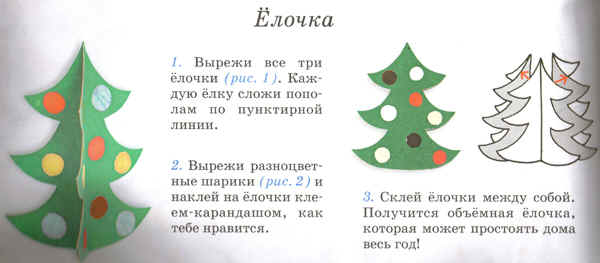 Ёлочка
1. Вырежи все три
ёлочки (рис. 1). Каж-
дую ёлку сложи попо-
лам по пунктирной
линии.
2. Вырежи разноцвет-
ные шарики (рис. 2) и
наклей на ёлочки кле-
ем-карандашом, как
тебе нравится.
3. Склей ёлочки между собой.
Получится объёмная ёлочка,
которая может простоять дома
весь год!